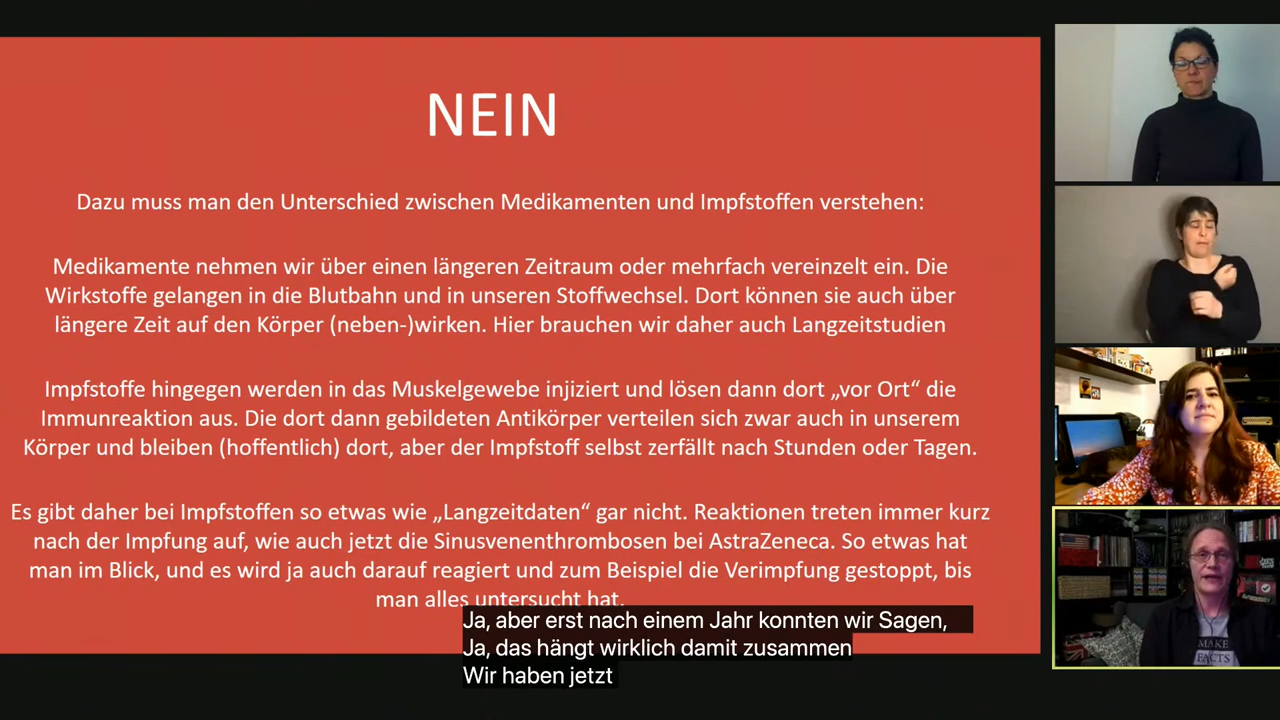 NEIN
Dazu muss man den Unterschied zwischen Medikamenten und Impfstoffen verstehen:
Medikamente nehmen wir über einen längeren Zeitraum oder mehrfach vereinzelt ein. Die
Wirkstoffe gelangen in die Blutbahn und in unseren Stoffwechsel. Dort können sie auch über
längere Zeit auf den Körper (neben-)wirken. Hier brauchen wir daher auch Langzeitstudien
Impfstoffe hingegen werden in das Muskelgewebe injiziert und lösen dann dort „vor Ort“ die
Immunreaktion aus. Die dort dann gebildeten Antikörper verteilen sich zwar auch in unserem
Körper und bleiben (hoffentlich) dort, aber der Impfstoff selbst zerfällt nach Stunden oder Tagen.
Es gibt daher bei Impfstoffen so etwas wie „Langzeitdaten“ gar nicht. Reaktionen treten immer kurz
nach der Impfung auf, wie auch jetzt die Sinusvenenthrombosen bei AstraZeneca. So etwas hat
man im Blick, und es wird ja auch darauf reagiert und zum Beispiel die Verimpfung gestoppt, bis
man alles untersucht hat.
Ja, aber erst nach einem Jahr konnten wir Sagen,
Ja, das hängt wirklich damit zusammen
Wir haben jetzt
MAKE
FACTS